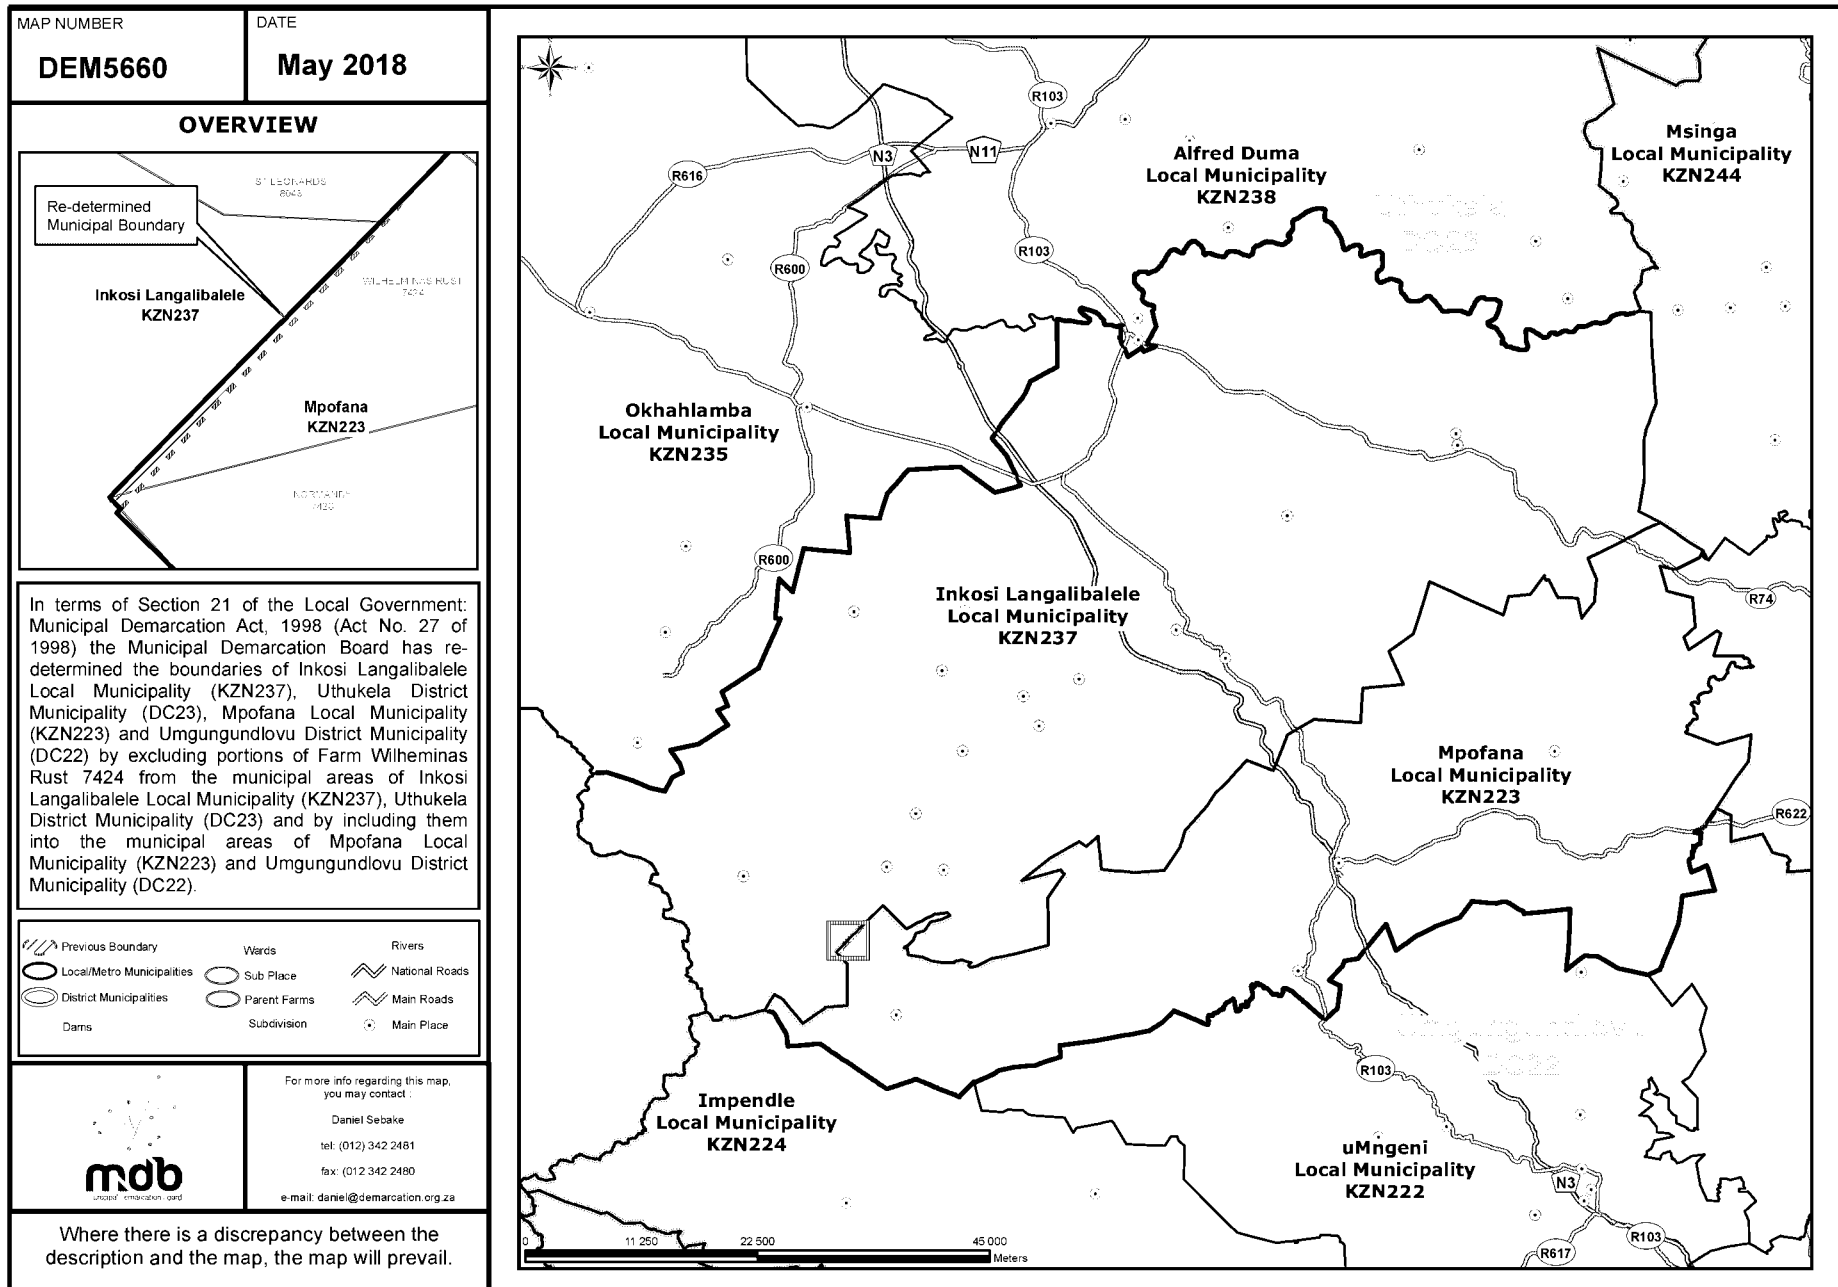 MAP NUMBER
DEM5660
DATE
May 2018
OVERVIEW
ST LEONARDS
8643
Re-determined
Municipal Boundary
WILHELMINAS RUST
7424
Inkosi Langalibalele
KZN237
Mpofana
KZN223
NORMANDY
In terms of Section 21 of the Local Government:
Municipal Demarcation Act, 1998 (Act No. 27 of
1998) the Municipal Demarcation Board has re-
determined the boundaries of Inkosi Langalibalele
Local Municipality (KZN237), Uthukela District
Municipality (DC23), Mpofana Local Municipality
(KZN223) and Umgungundlovu District Municipality
(DC22) by excluding portions of Farm Wilheminas
Rust 7424 from the municipal areas of Inkosi
Langalibalele Local Municipality (KZN237), Uthukela
District Municipality (DC23) and by including them
into the municipal areas of Mpofana Local
Municipality (KZN223) and Umgungundlovu District
Municipality (DC22).
Previous Boundary
Local/Metro Municipalities
District Municipalities
Dams
Wards
Sub Place
Parent Farms
Subdivision
Rivers
National Roads
Main Roads
Main Place
mdb
For more info regarding this map,
you may contact :
Daniel Sebake
tel: (012) 342 2481
fax: (012 342 2480
e-mail: daniel@demarcation.org.za
Where there is a discrepancy between the
description and the map, the map will prevail.
R103
N3
N11
R616
Alfred Duma
Local Municipality
KZN238
Msinga
Local Municipality
KZN244
DC23
R103
R600
Okhahlamba
Local Municipality
KZN235
R600
Inkosi Langalibalele
Local Municipality
KZN237
R74
Mpofana
Local Municipality
KZN223
R622
DC22
R103
Impendle
Local Municipality
KZN224
uMngeni
Local Municipality
KZN222
N3
R103
R617
0
11 250
22 500
45 000
Meters